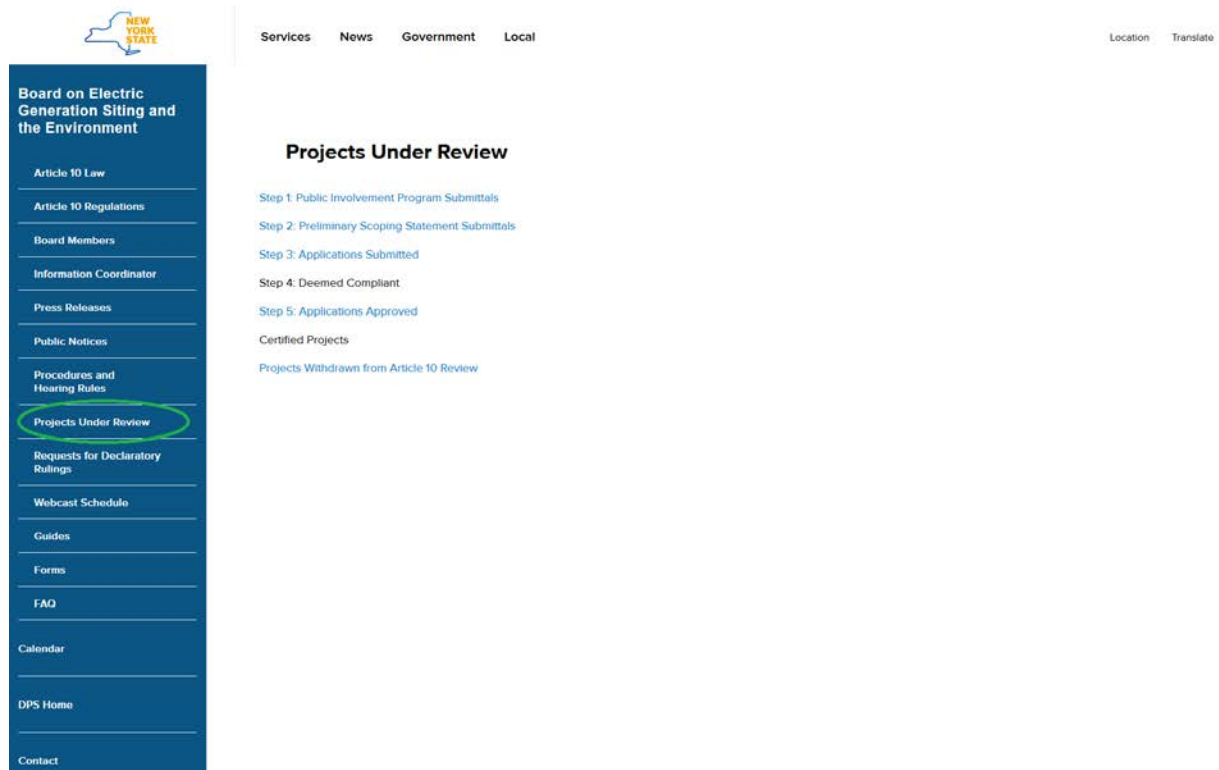 NEW
YORK
STATE
Services News Government Local
Location Translate
Board on Electric
Generation Siting and
the Environment
Article 10 Law
Article 10 Regulations
Board Members
Information Coordinator
Press Releases
Public Notices
Procedures and
Hearing Rules
Projects Under Review
Requests for Declaratory
Rulings
Webcast Schedule
Guides
Forms
FAQ
Calendar
DPS Home
Contact
Projects Under Review
Step 1: Public Involvement Program Submittals
Step 2: Preliminary Scoping Statement Submittals
Step 3: Applications Submitted
Step 4: Deemed Compliant
Step 5: Applications Approved
Certified Projects
Projects Withdrawn from Article 10 Review